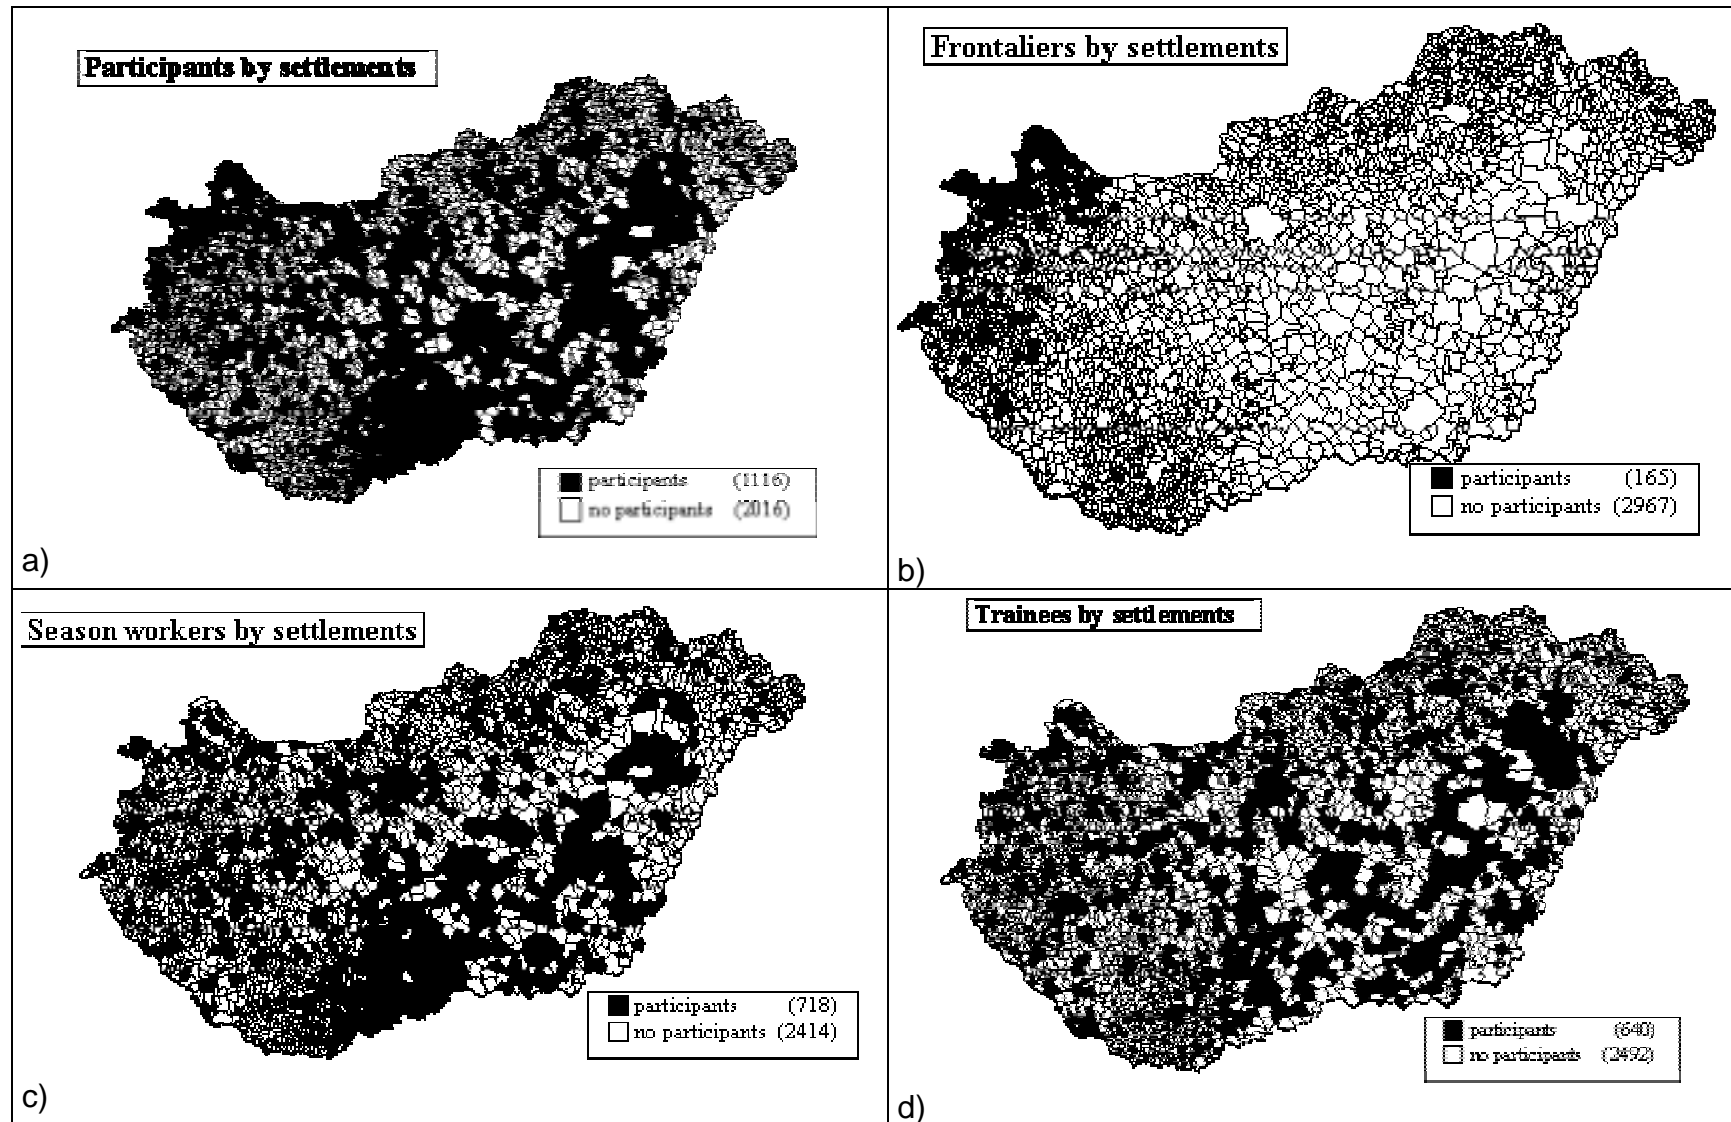 Participants by settlements
participants (1116)
no participants (2016)
a)
Frontaliers by settlements
participants (165)
no participants (2967)
b)
Season workers by settlements
participants (718)
no participants (2414)
c)
Trainees by settlements
participants (640)
no participants (2492)
d)